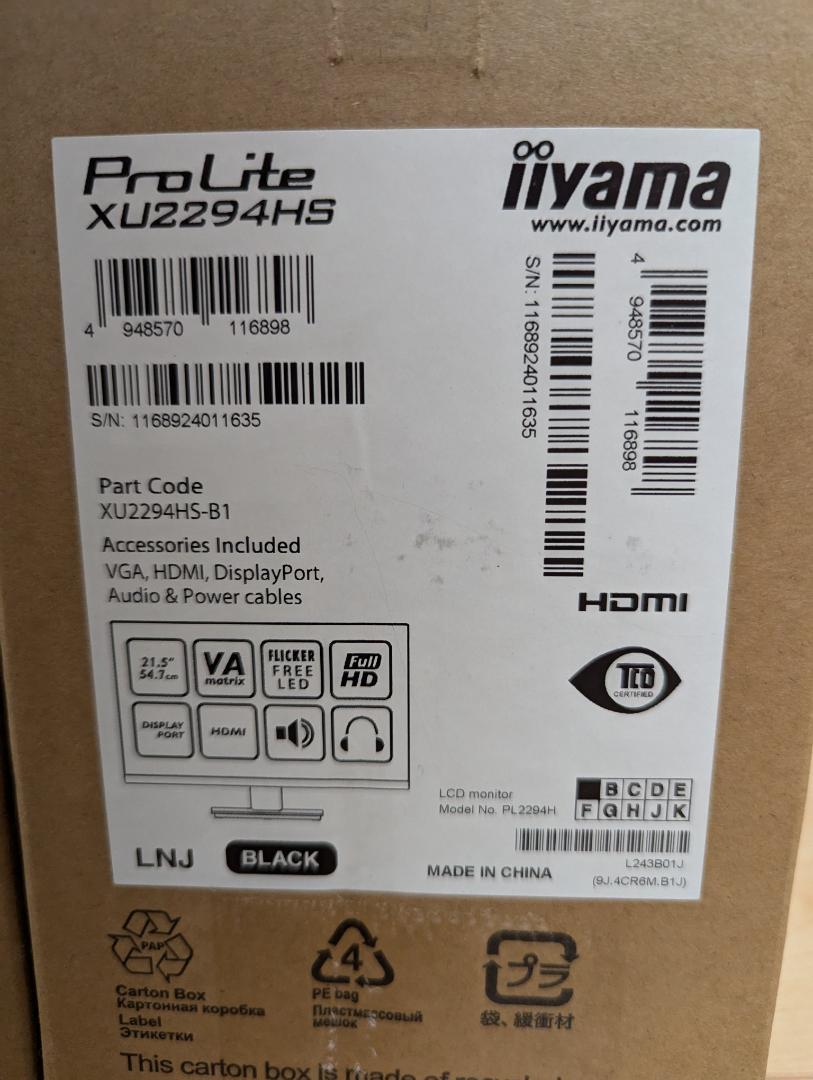 ProLite
XU2294HS
iiyama
www.iiyama.com
4 948570 116898
S/N: 1168924011635
S/N: 1168924011635
4 948570 116898
Part Code
XU2294HS-B1
Accessories Included
VGA, HDMI, DisplayPort,
Audio & Power cables
HDMI
21.5"
54.7cm
VA
matrix
FLICKER
FREE
LED
Full
HD
DISPLAY
PORT
HDMI
TCO
CERTIFIED
LCD monitor
Model No. PL2294H
B C D E
F G H J K
LNJ
BLACK
MADE IN CHINA
L243B01J
(9J.4CR6M.B1J)
PAP
Carton Box
Картонная коробка
Label
Этикетки
4
PE bag
Пластмассовый
мешок
プラ
袋、緩衝材
This carton box is made of